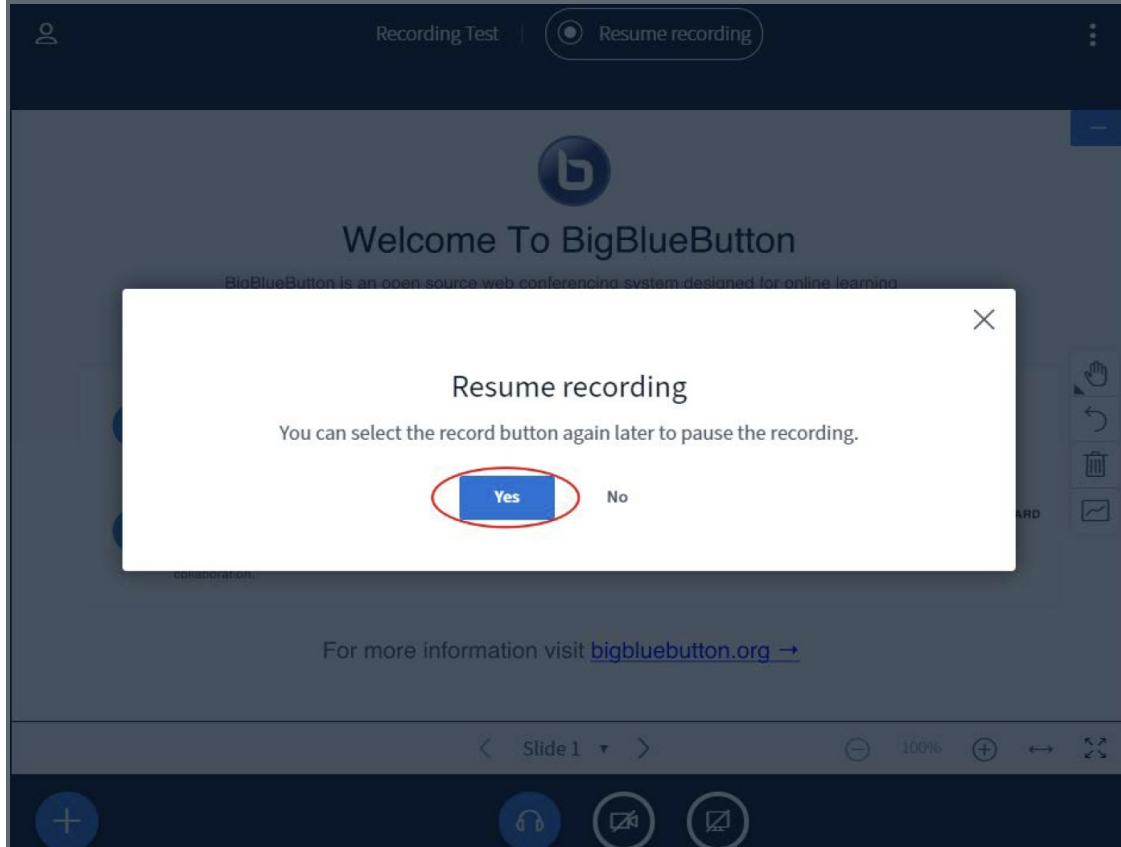 Recording Test | Resume recording
Welcome To BigBlueButton
BigBlueButton is an open source web conferencing system designed for online learning
Resume recording
You can select the record button again later to pause the recording.
Yes No
ARD
collaboration.
For more information visit bigbluebutton.org →
Slide 1 100%